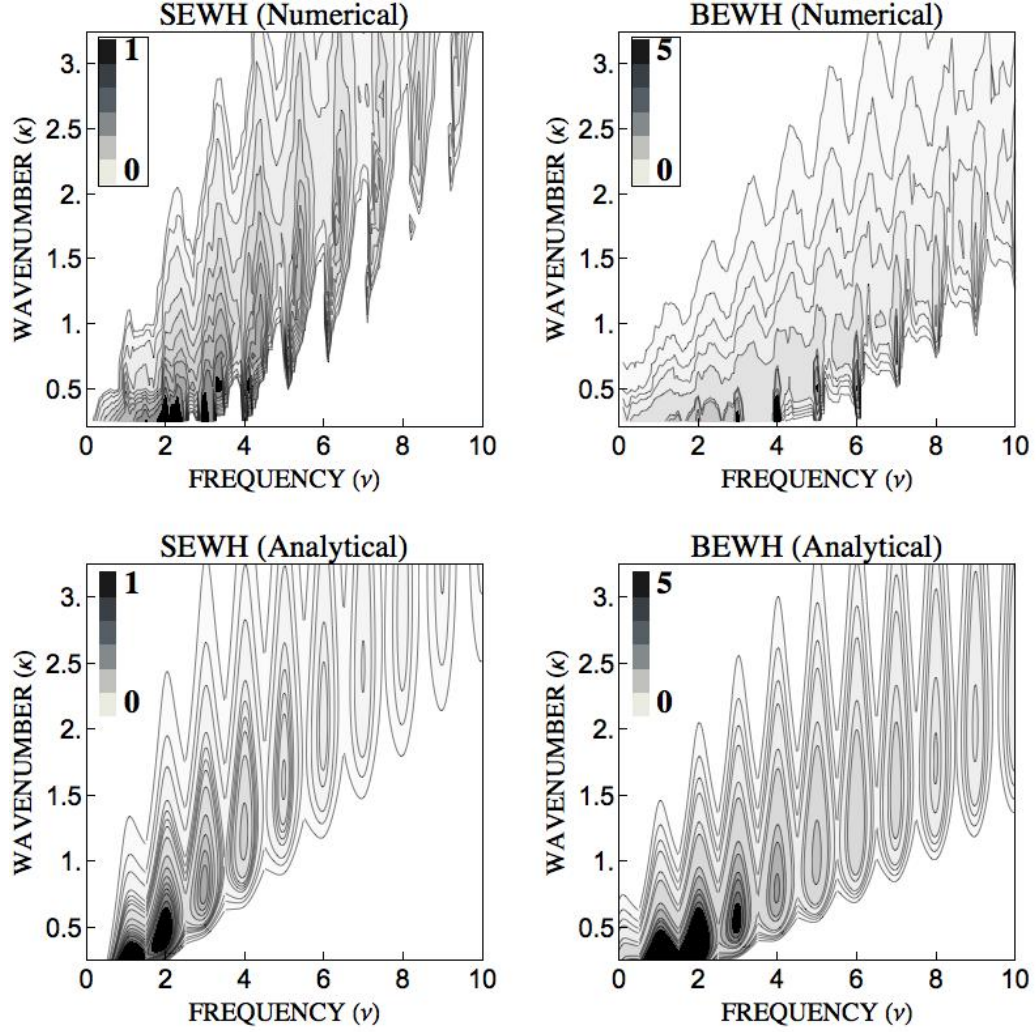 SEWH (Numerical)
1
0
3.
2.5
2.
1.5
1.
0.5
WAVENUMBER (κ)
0 2 4 6 8 10
FREQUENCY (ν)
BEWH (Numerical)
5
0
3.
2.5
2.
1.5
1.
0.5
WAVENUMBER (κ)
0 2 4 6 8 10
FREQUENCY (ν)
SEWH (Analytical)
1
0
3.
2.5
2.
1.5
1.
0.5
WAVENUMBER (κ)
0 2 4 6 8 10
FREQUENCY (ν)
BEWH (Analytical)
5
0
3.
2.5
2.
1.5
1.
0.5
WAVENUMBER (κ)
0 2 4 6 8 10
FREQUENCY (ν)